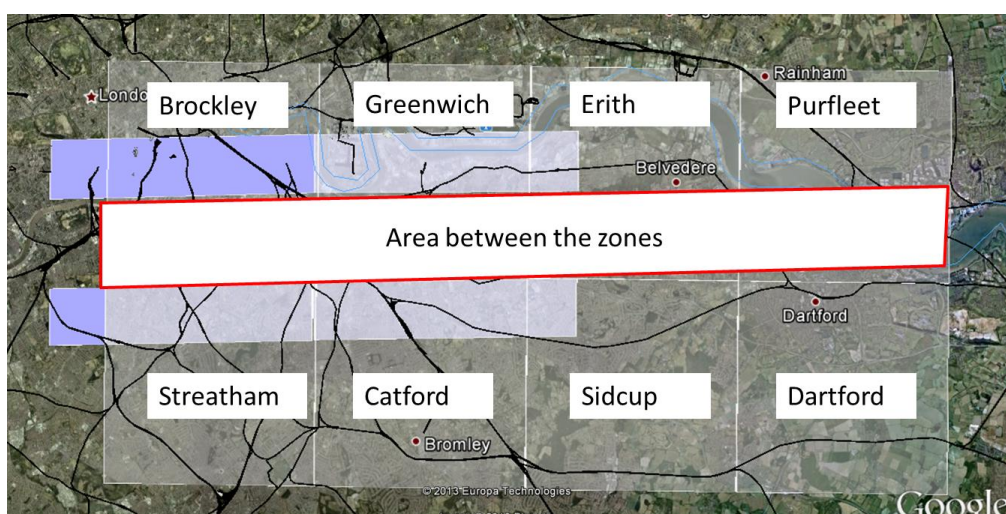 Rainham
Londo
Brockley
Greenwich
Erith
Purfleet
Belvedere
Area between the zones
Dartford
Streatham
Catford
Sidcup
Dartford
Bromley
© 2013 Europa Technologies
Google